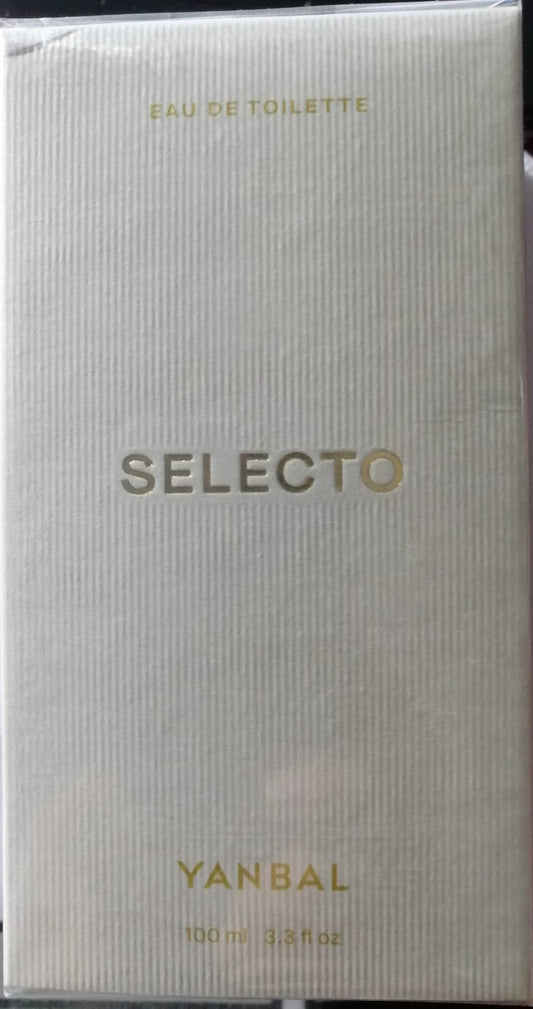 EAU DE TOILETTE
SELECTO
YANBAL
100 ml 3.3 fl oz